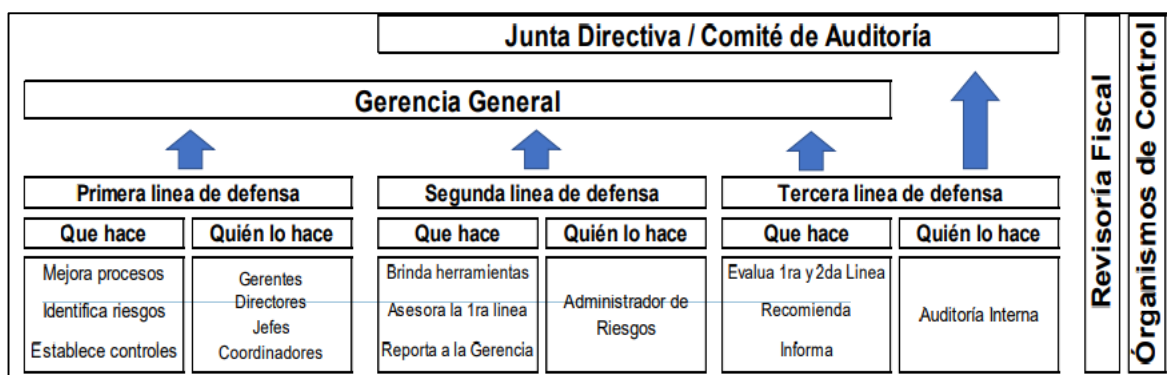 Junta Directiva / Comité de Auditoría
Gerencia General
Primera linea de defensa
Que hace
Quién lo hace
Mejora procesos
Identifica riesgos
Establece controles
Gerentes
Directores
Jefes
Coordinadores
Segunda linea de defensa
Que hace
Quién lo hace
Brinda herramientas
Asesora la 1ra linea
Reporta a la Gerencia
Administrador de
Riesgos
Tercera linea de defensa
Que hace
Quién lo hace
Evalua 1ra y 2da Linea
Recomienda
Informa
Auditoría Interna
Revisoría Fiscal
Órganismos de Control